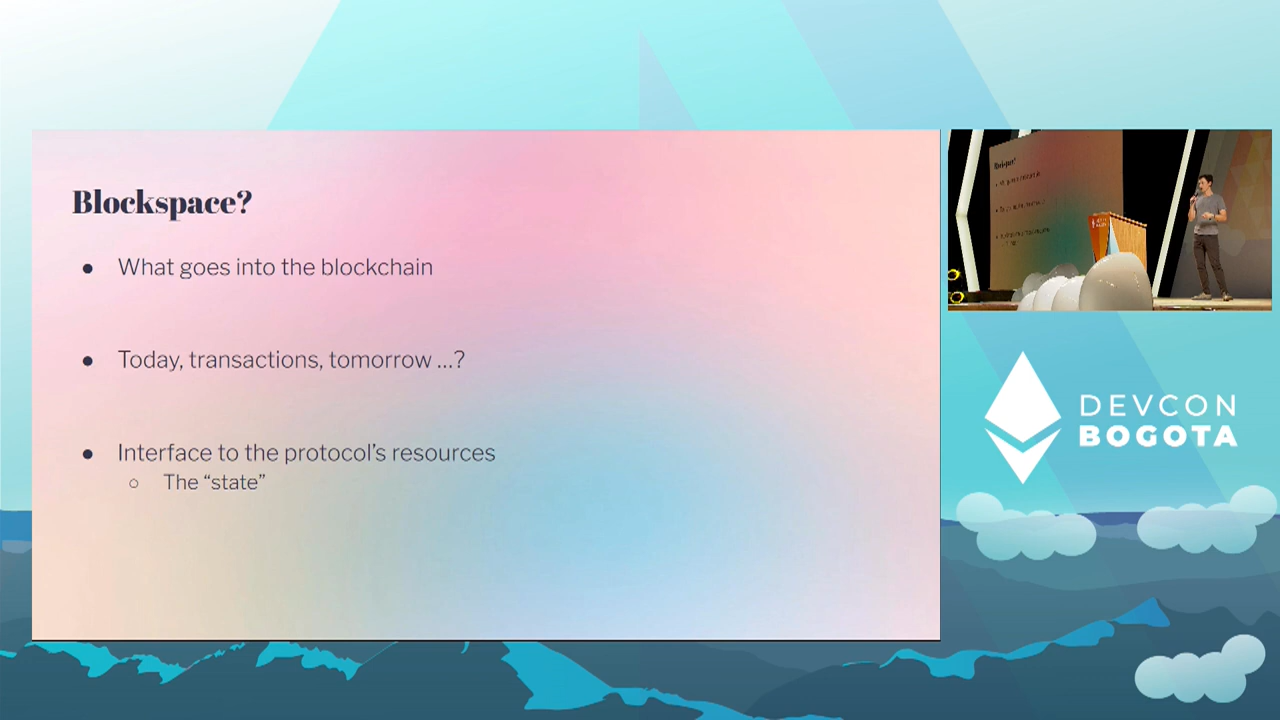 Blockspace?
● What goes into the blockchain
● Today, transactions, tomorrow ...?
● Interface to the protocol’s resources
○ The “state”
DEVCON
BOGOTA